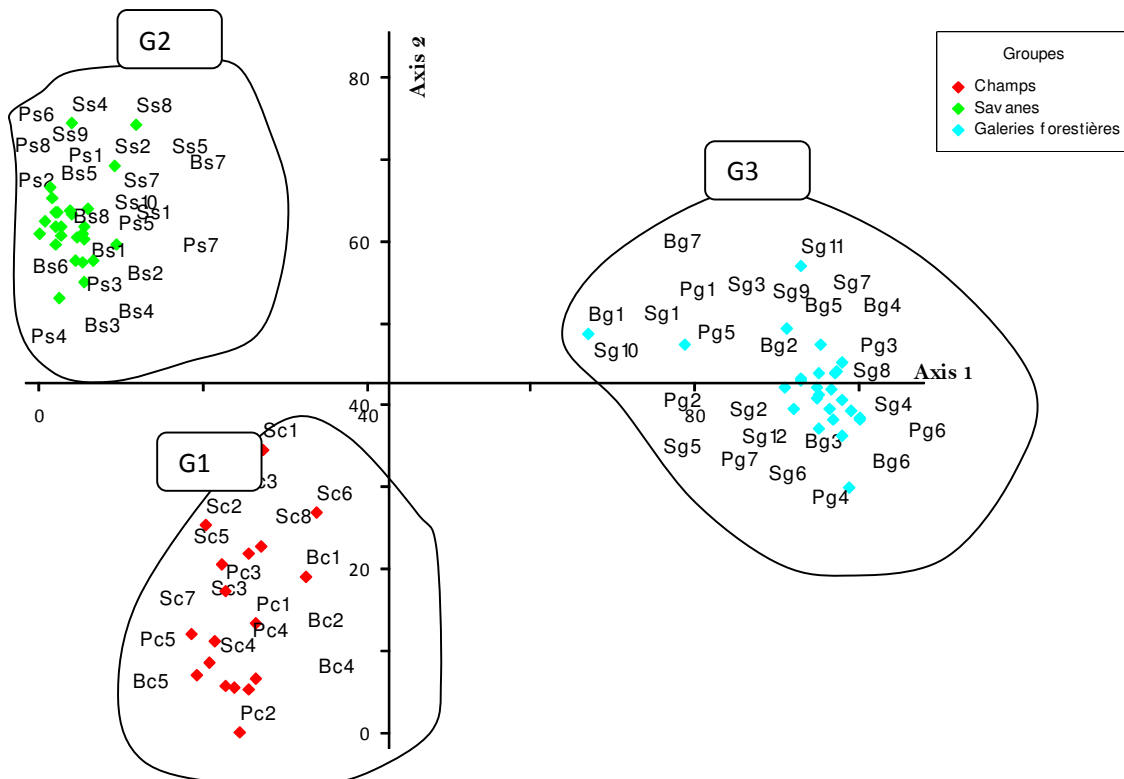 G2
Axis 2
80
Groupes
Champs
Savanes
Galeries forestières
Ps6 Ss4 Ss8
Ss9
Ps8 Ps1 Ss2 Ss5
Bs7
Ps2 Bs5 Ss7
Ss10
Bs8 Ps5 Ss1
Ps7
Bs6 Bs1
Ps3 Bs2
Bs4
Ps4 Bs3
60
G3
Bg7 Sg11
Pg1 Sg3 Sg9 Sg7
Bg1 Sg1 Bg5 Bg4
Pg5
Sg10 Bg2 Pg3
Sg8 Axis 1
0 40 40 80
Pg2 Sg2 Sg4
Sg5 Sg12 Bg3 Pg6
Pg7 Sg6 Bg6
Pg4
G1
Sc1
c3
Sc2 Sc8 Sc6
Sc5
Pc3 Bc1
20
Sc7 Sc3 Pc1
Pc5 Sc4 Pc4 Bc2
Bc5 Bc4
Pc2
0